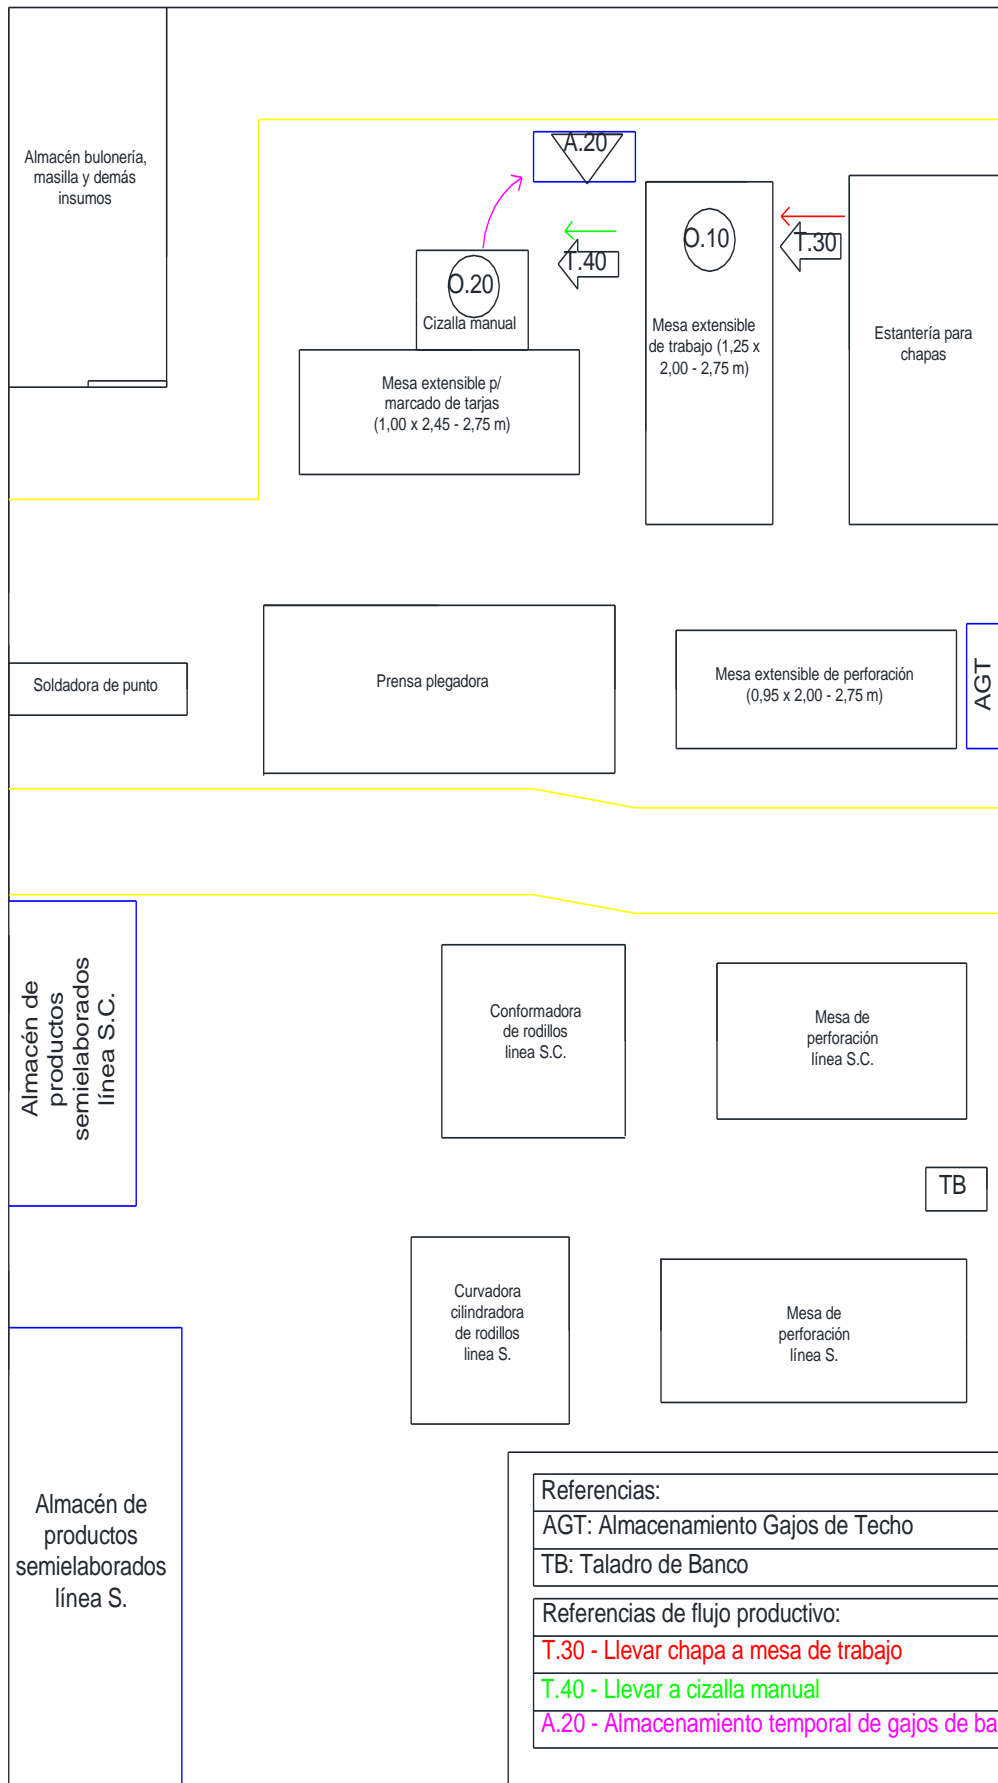 Almacén bulonería,
masilla y demás
insumos
A.20
O.10
T.30
T.40
O.20
Cizalla manual
Mesa extensible
de trabajo (1,25 x
2,00 - 2,75 m)
Estantería para
chapas
Mesa extensible p/
marcado de tarjas
(1,00 x 2,45 - 2,75 m)
Soldadora de punto
Prensa plegadora
Mesa extensible de perforación
(0,95 x 2,00 - 2,75 m)
AGT
Almacén de
productos
semielaborados
línea S.C.
Conformadora
de rodillos
linea S.C.
Mesa de
perforación
línea S.C.
TB
Curvadora
cilindradora
de rodillos
linea S.
Mesa de
perforación
línea S.
Almacén de
productos
semielaborados
línea S.
Referencias:
AGT: Almacenamiento Gajos de Techo
TB: Taladro de Banco
Referencias de flujo productivo:
T.30 - Llevar chapa a mesa de trabajo
T.40 - Llevar a cizalla manual
A.20 - Almacenamiento temporal de gajos de ba